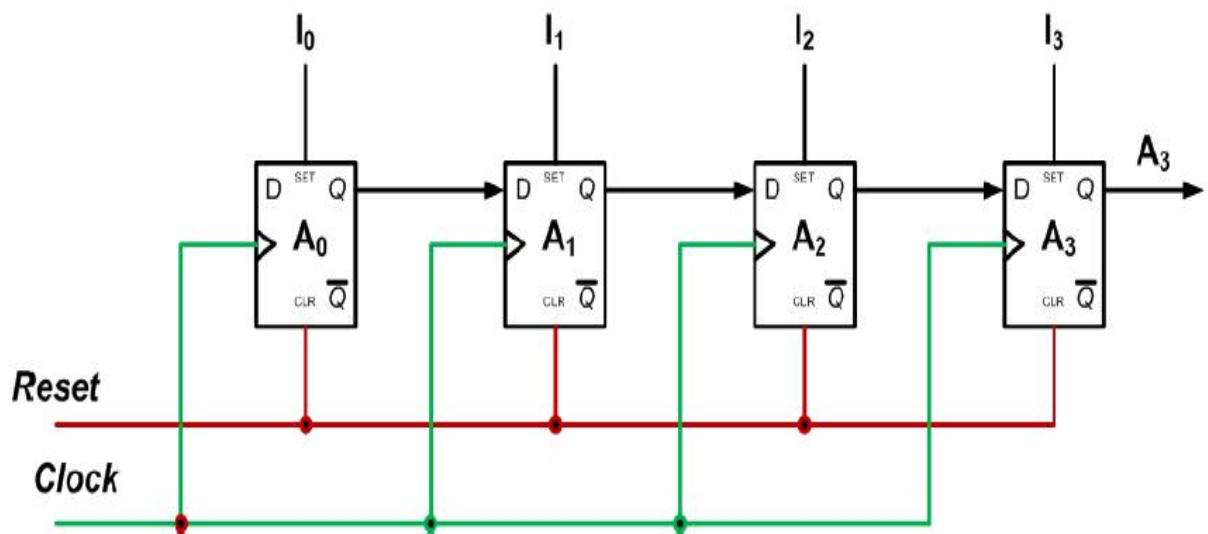 I₀ I₁ I₂ I₃
A₃
SET SET SET SET
D Q D Q D Q D Q
A₀ A₁ A₂ A₃
CLR Q̅ CLR Q̅ CLR Q̅ CLR Q̅
Reset
Clock